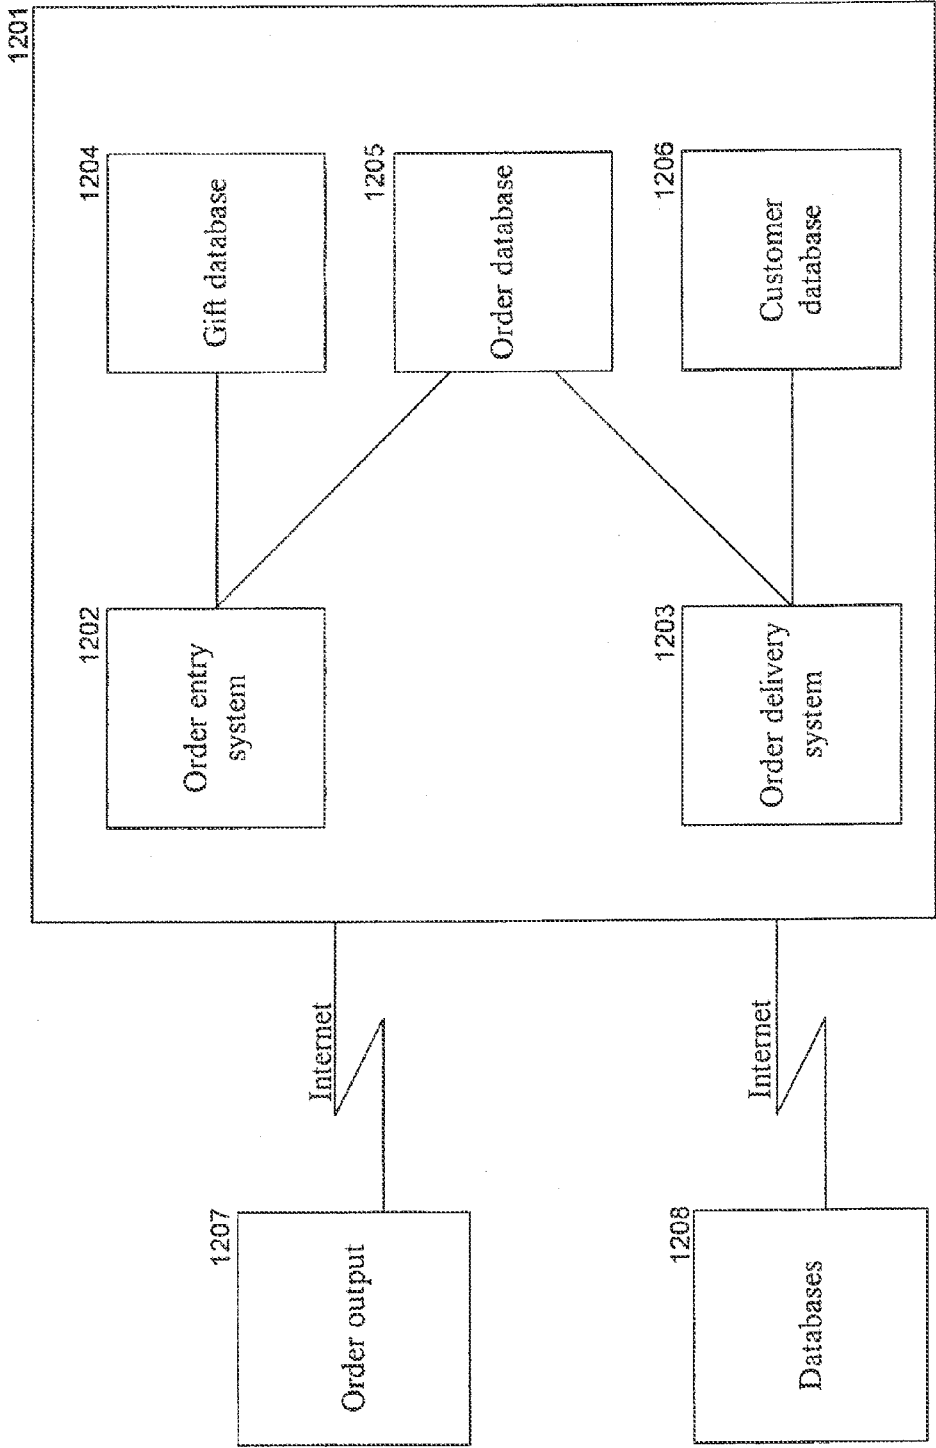 1201
1202
Order entry
system
1204
Gift database
1205
Order database
1203
Order delivery
system
1206
Customer
database
1207
Order output
Internet
1208
Databases
Internet